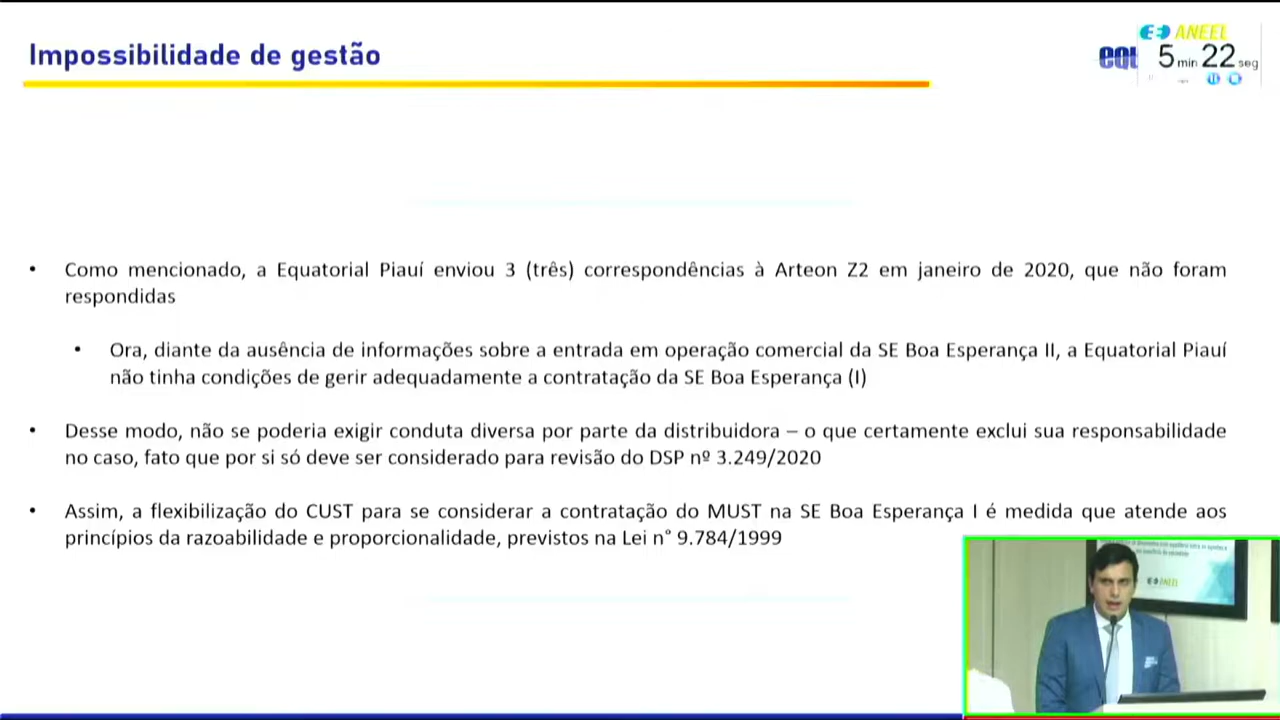 Impossibilidade de gestão
ANEEL
eqt
5 min 22 seg
• Como mencionado, a Equatorial Piauí enviou 3 (três) correspondências à Arteon Z2 em janeiro de 2020, que não foram
respondidas
• Ora, diante da ausência de informações sobre a entrada em operação comercial da SE Boa Esperança II, a Equatorial Piauí
não tinha condições de gerir adequadamente a contratação da SE Boa Esperança (I)
• Desse modo, não se poderia exigir conduta diversa por parte da distribuidora – o que certamente exclui sua responsabilidade
no caso, fato que por si só deve ser considerado para revisão do DSP nº 3.249/2020
• Assim, a flexibilização do CUST para se considerar a contratação do MUST na SE Boa Esperança I é medida que atende aos
princípios da razoabilidade e proporcionalidade, previstos na Lei n° 9.784/1999
ANEEL